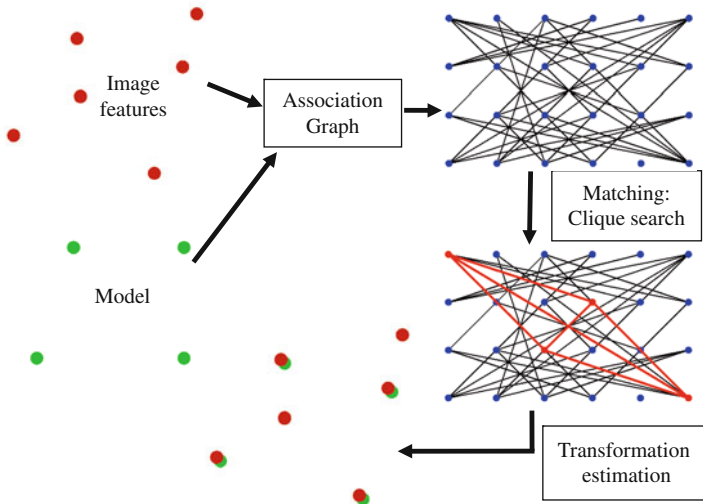 Image
features
Association
Graph
Matching:
Clique search
Model
Transformation
estimation